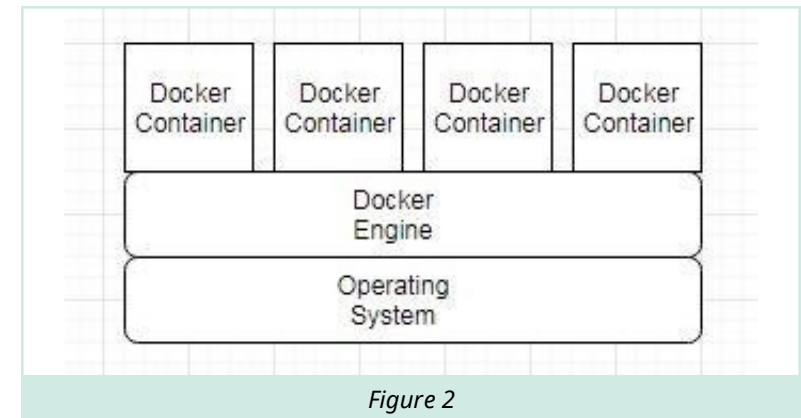 Docker
Container
Docker
Container
Docker
Container
Docker
Container
Docker
Engine
Operating
System
Figure 2